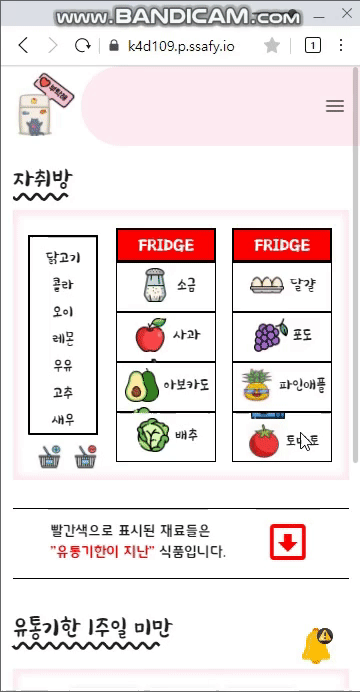 www.BANDICAM.com
k4d109.p.ssafy.io
1
자취방
닭고기
콜라
오이
레몬
우유
고추
새우
FRIDGE
소금
사과
아보카도
배추
FRIDGE
달걀
포도
파인애플
빨간색으로 표시된 재료들은
"유통기한이 지난" 식품입니다.
유통기한 1주일 미만